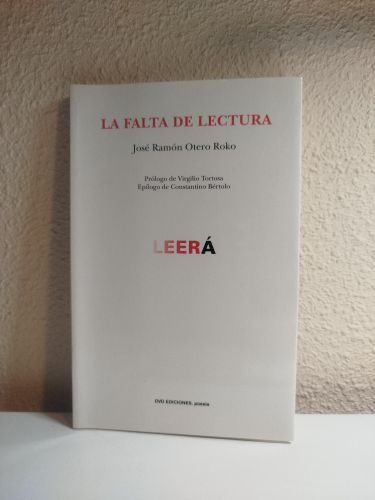 LA FALTA DE LECTURA
José Ramón Otero Roko
Prólogo de Virgilio Tortosa
Epílogo de Constantino Bértolo
LEERÁ
DVD EDICIONES, poesía